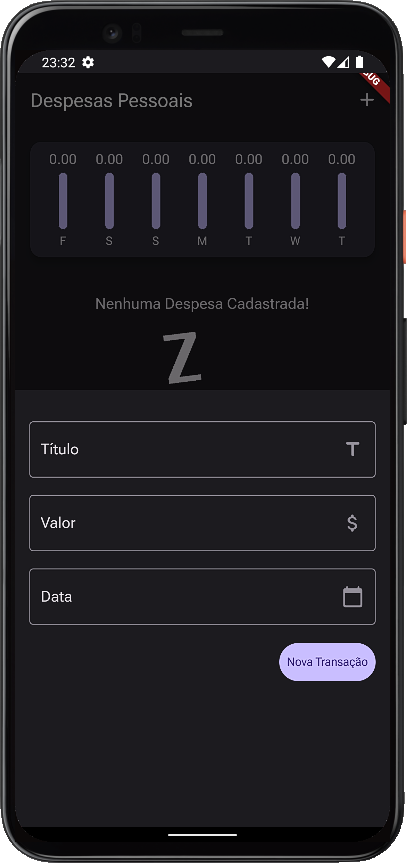 23:32
Despesas Pessoais
0.00 0.00 0.00 0.00 0.00 0.00 0.00
F S S M T W T
Nenhuma Despesa Cadastrada!
Z
Título T
Valor $
Data
Nova Transação